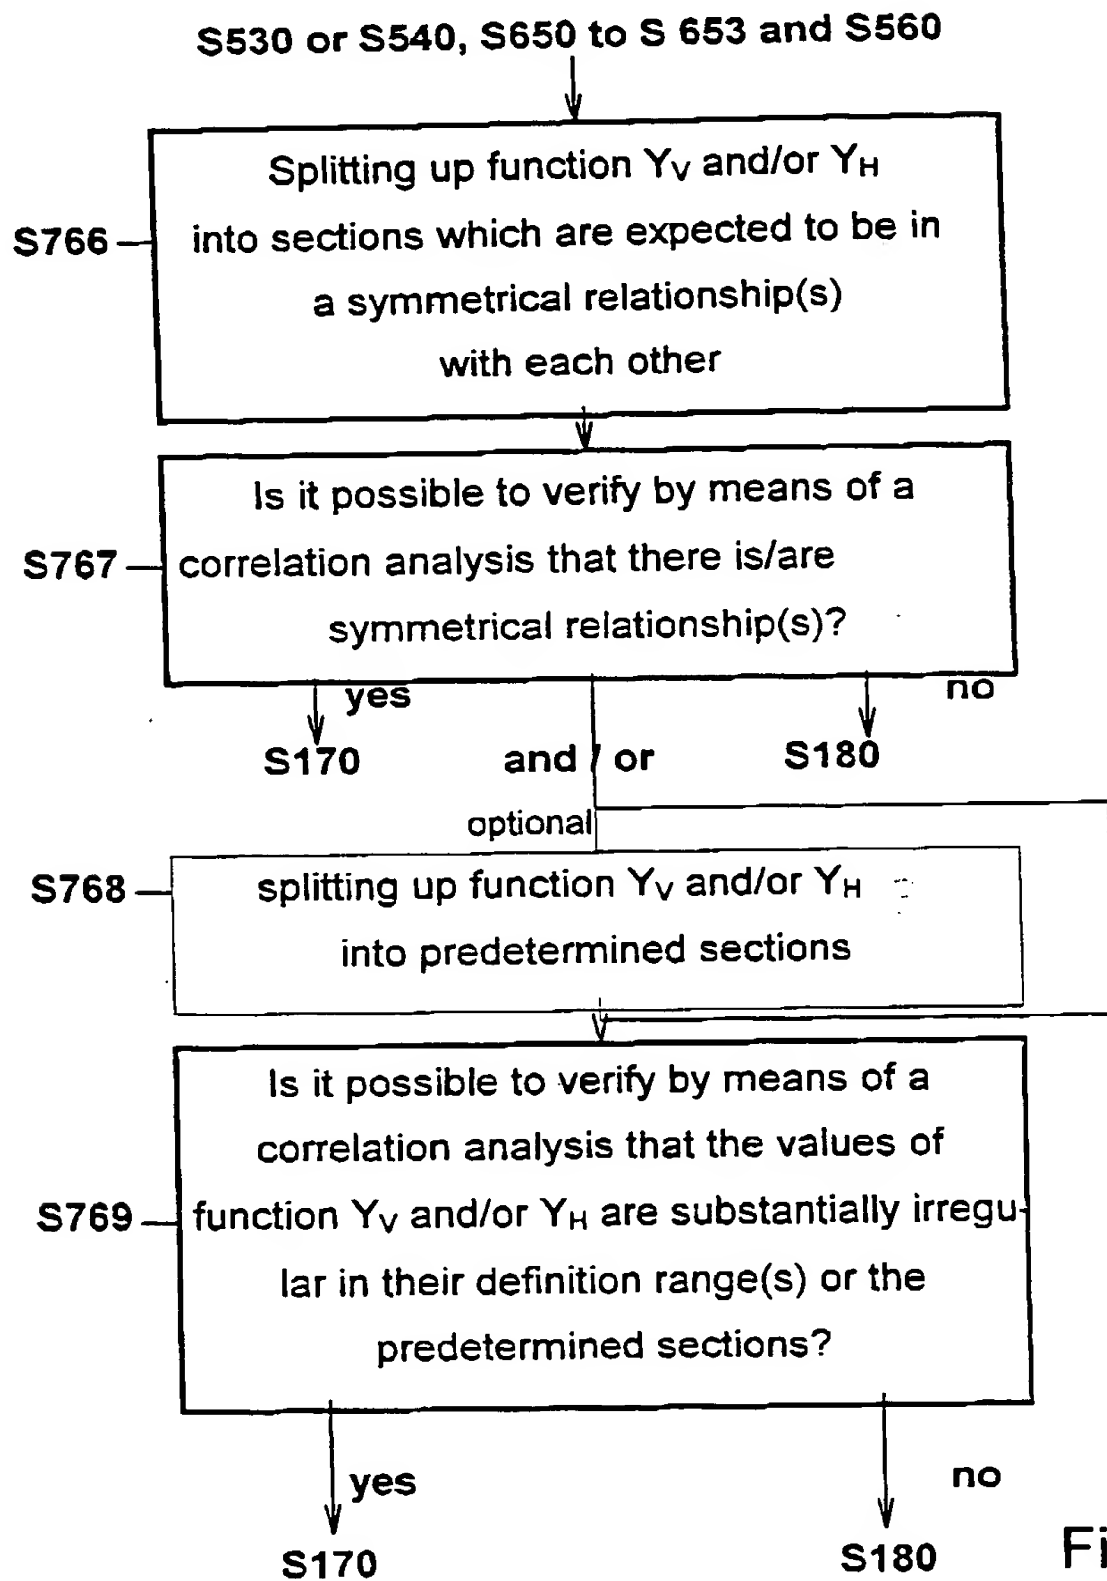 S530 or S540, S650 to S 653 and S560
Splitting up function YV and/or YH
S766
into sections which are expected to be in
a symmetrical relationship(s)
with each other
Is it possible to verify by means of a
S767
correlation analysis that there is/are
symmetrical relationship(s)?
yes
no
S170
and / or
S180
optional
S768
splitting up function YV and/or YH
into predetermined sections
Is it possible to verify by means of a
correlation analysis that the values of
S769
function YV and/or YH are substantially irregu-
lar in their definition range(s) or the
predetermined sections?
yes
no
S170
S180
Fi